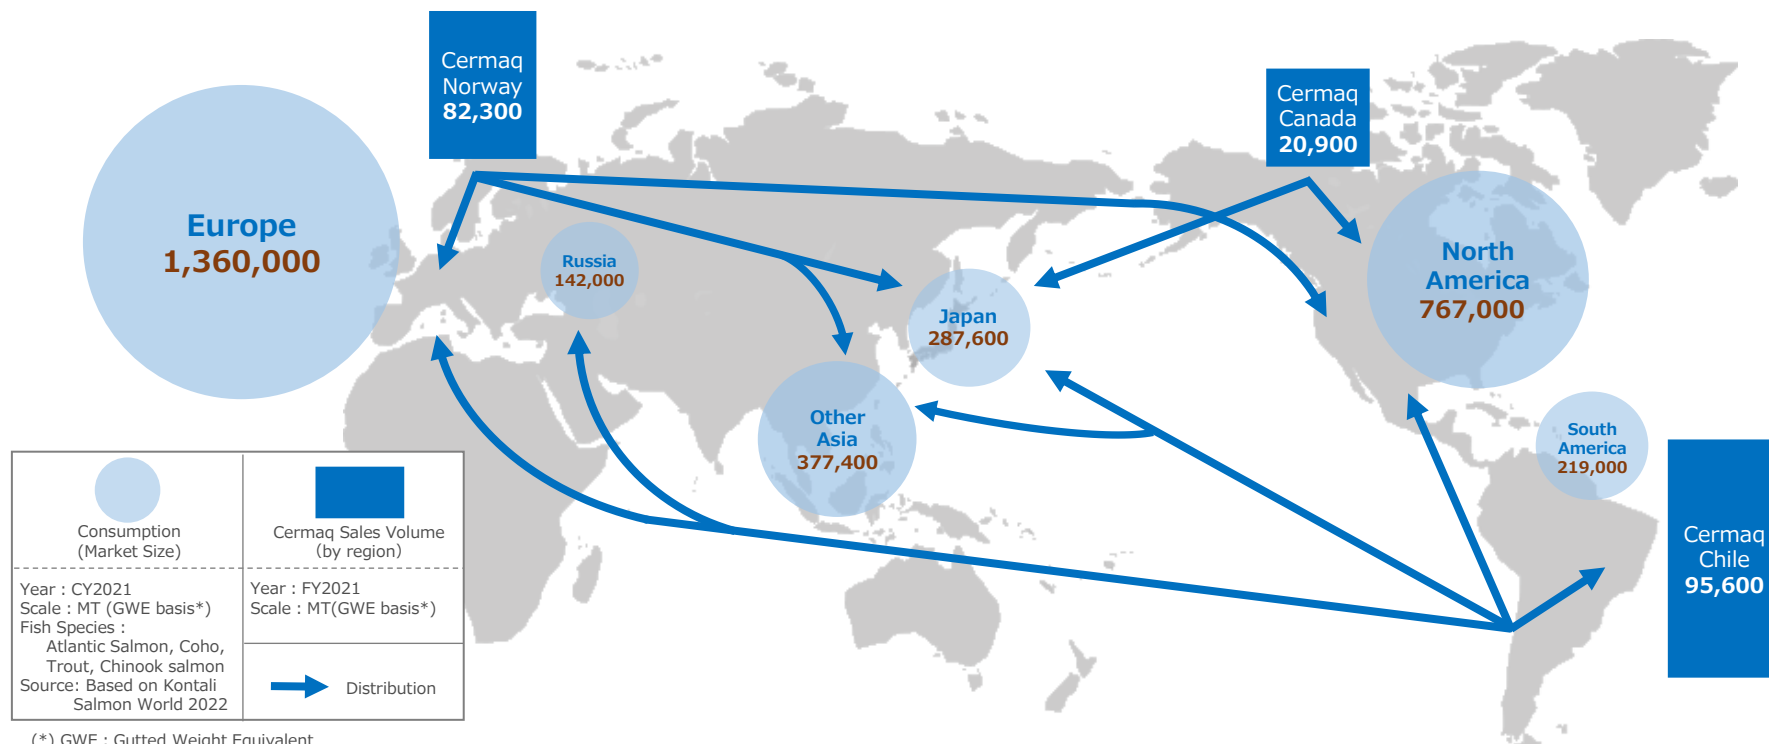 Cermaq
Norway
82,300
Cermaq
Canada
20,900
Europe
1,360,000
Russia
142,000
Japan
287,600
North
America
767,000
Other
Asia
377,400
South
America
219,000
Cermaq
Chile
95,600
Consumption
(Market Size)
Cermaq Sales Volume
(by region)
Year : CY2021
Scale : MT (GWE basis*)
Fish Species :
Atlantic Salmon, Coho,
Trout, Chinook salmon
Source: Based on Kontali
Salmon World 2022
Year : FY2021
Scale : MT(GWE basis*)
Distribution
(*) GWE : Gutted Weight Equivalent